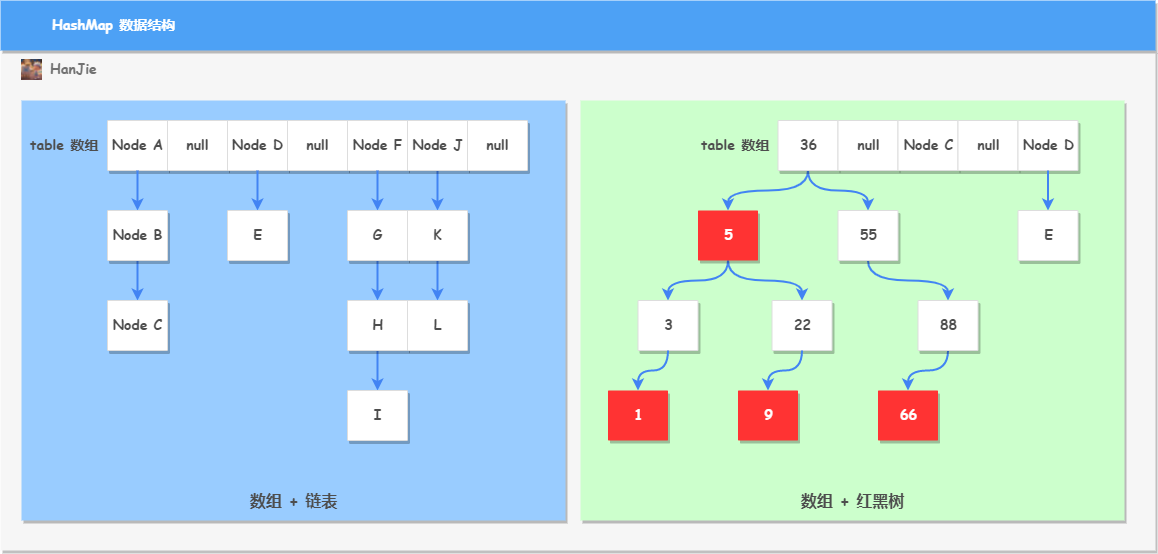 HashMap 数据结构
HanJie
table 数组 Node A null Node D null Node F Node J null
Node B E G K
Node C H L
I
数组 + 链表
table 数组 36 null Node C null Node D
5 55 E
3 22 88
1 9 66
数组 + 红黑树